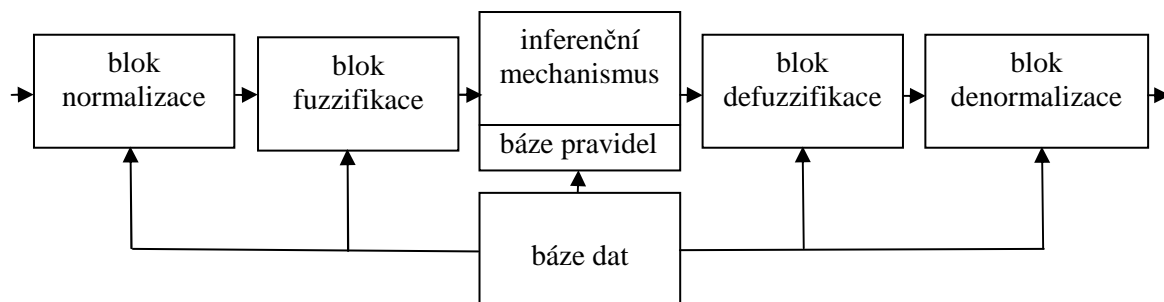 blok
normalizace
blok
fuzzifikace
inferenční
mechanismus
báze pravidel
blok
defuzzifikace
blok
denormalizace
báze dat